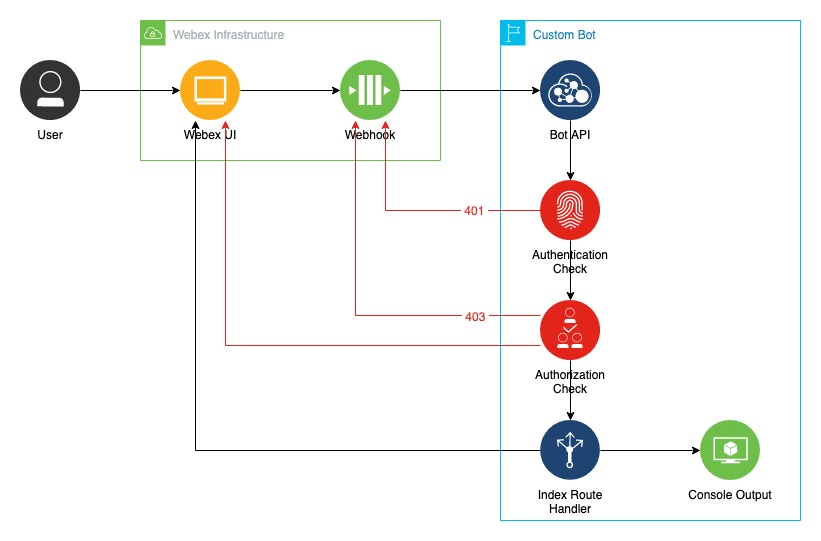 Webex Infrastructure
Custom Bot
User
Webex UI
Webhook
Bot API
401
Authentication
Check
403
Authorization
Check
Index Route
Handler
Console Output